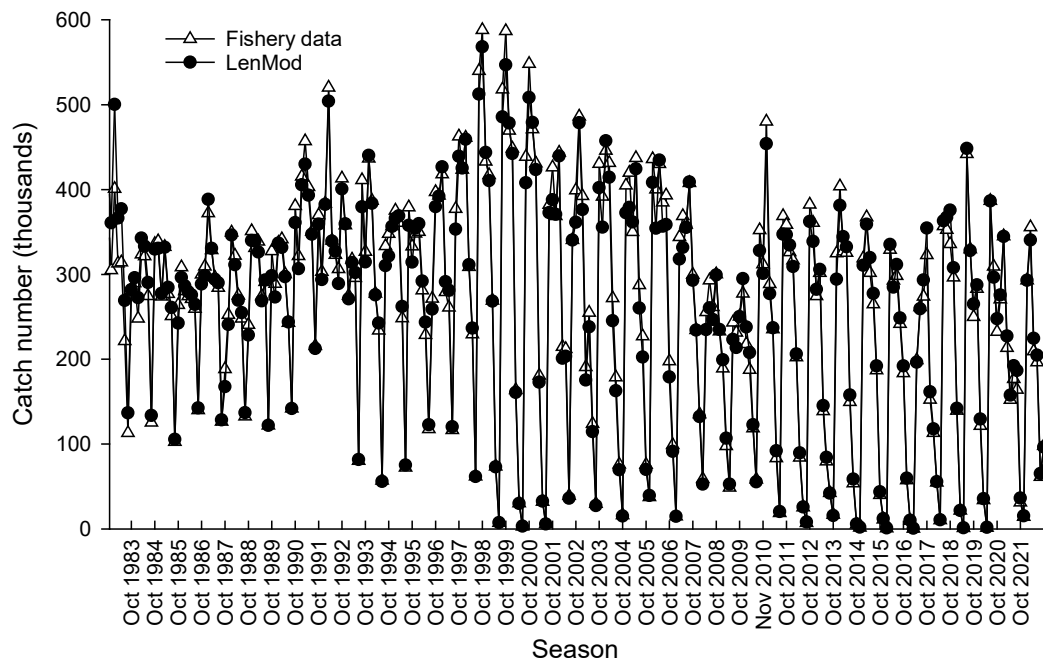 Fishery data
LenMod
Catch number (thousands)
600
500
400
300
200
100
0
Oct 1983
Oct 1984
Oct 1985
Oct 1986
Oct 1987
Oct 1988
Oct 1989
Oct 1990
Oct 1991
Oct 1992
Oct 1993
Oct 1994
Oct 1995
Oct 1996
Oct 1997
Oct 1998
Oct 1999
Oct 2000
Oct 2001
Oct 2002
Oct 2003
Oct 2004
Oct 2005
Oct 2006
Oct 2007
Oct 2008
Oct 2009
Nov 2010
Oct 2011
Oct 2012
Oct 2013
Oct 2014
Oct 2015
Oct 2016
Oct 2017
Oct 2018
Oct 2019
Oct 2020
Oct 2021
Season